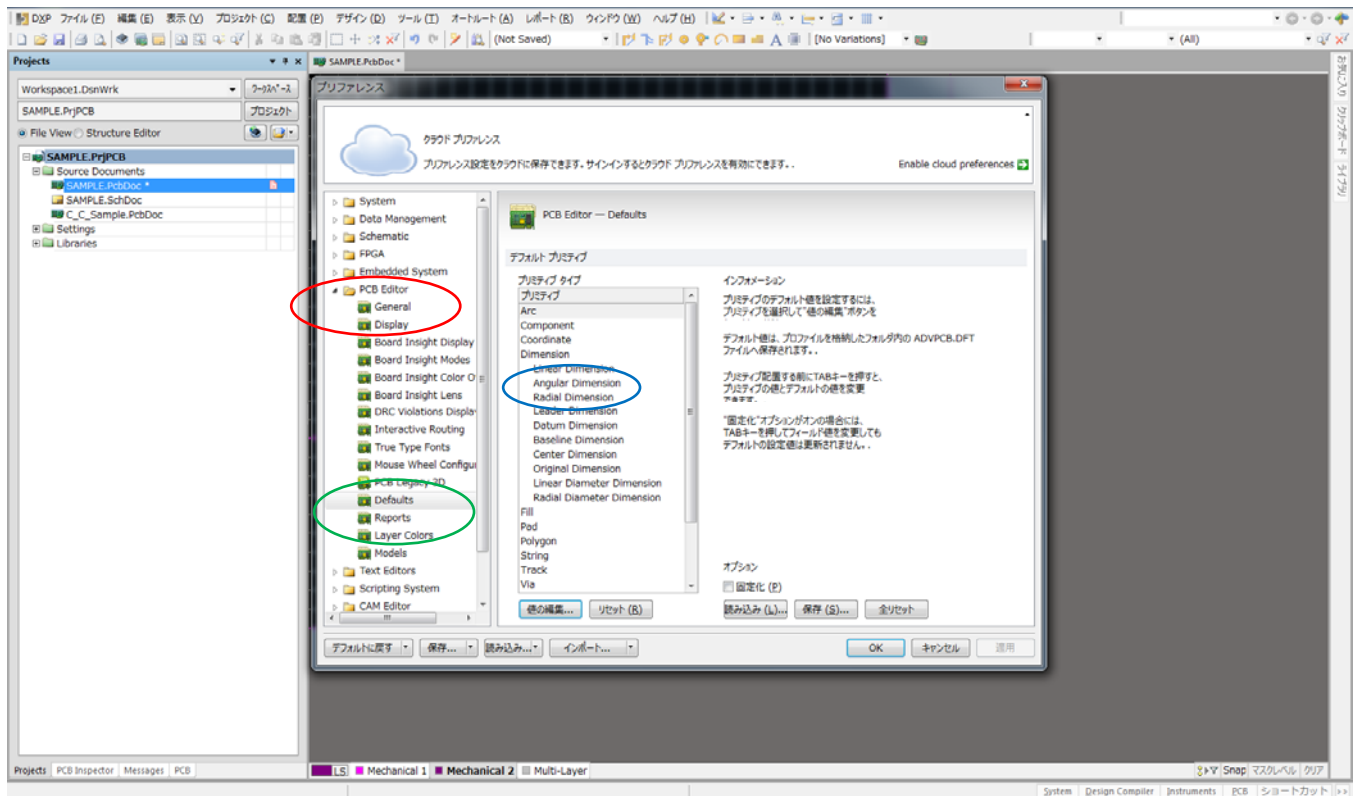 DXP ファイル (F) 編集 (E) 表示 (V) プロジェクト (C) 配置 (P) デザイン (D) ツール (T) オートルート (A) レポート (R) ウィンドウ (W) ヘルプ (H)
(Not Saved) [No Variations] (All)
Projects
SAMPLE.PcbDoc *
Workspace1.DsnWrk
ワークスペース
SAMPLE.PrjPCB
プロジェクト
File View Structure Editor
SAMPLE.PrjPCB
Source Documents
SAMPLE.PcbDoc *
SAMPLE.SchDoc
C_C_Sample.PcbDoc
Settings
Libraries
プリファレンス
クラウド プリファレンス
プリファレンス設定をクラウドに保存できます。サインインするとクラウド プリファレンスを有効にできます。.
Enable cloud preferences
System
Data Management
Schematic
FPGA
Embedded System
PCB Editor
General
Display
Board Insight Display
Board Insight Modes
Board Insight Color O
Board Insight Lens
DRC Violations Display
Interactive Routing
True Type Fonts
Mouse Wheel Configu
PCB Legacy 3D
Defaults
Reports
Layer Colors
Models
Text Editors
Scripting System
CAM Editor
PCB Editor — Defaults
デフォルト プリミティブ
プリミティブ タイプ
プリミティブ
Arc
Component
Coordinate
Dimension
Linear Dimension
Angular Dimension
Radial Dimension
Leader Dimension
Datum Dimension
Baseline Dimension
Center Dimension
Original Dimension
Linear Diameter Dimension
Radial Diameter Dimension
Fill
Pad
Polygon
String
Track
Via
値の編集... リセット (R)
インフォメーション
プリミティブのデフォルト値を設定するには、
プリミティブを選択して"値の編集"ボタンを
デフォルト値は、プロファイルを格納したフォルダ内の ADVPCB.DFT
ファイルへ保存されます。.
プリミティブ配置する前にTABキーを押すと、
プリミティブの値とデフォルトの値を変更
できます。
"固定化"オプションがオンの場合には、
TABキーを押してフィールド値を変更しても
デフォルトの設定値は更新されません。.
オプション
固定化 (P)
読み込み (L)... 保存 (S)... 全リセット
デフォルトに戻す 保存... 読み込み... インポート...
OK キャンセル 適用
お気に入り
クリップボード
ライブラリ
Projects PCB Inspector Messages PCB
LS Mechanical 1 Mechanical 2 Multi-Layer
Snap マスクレベル クリア
System Design Compiler Instruments PCB ショートカット >>